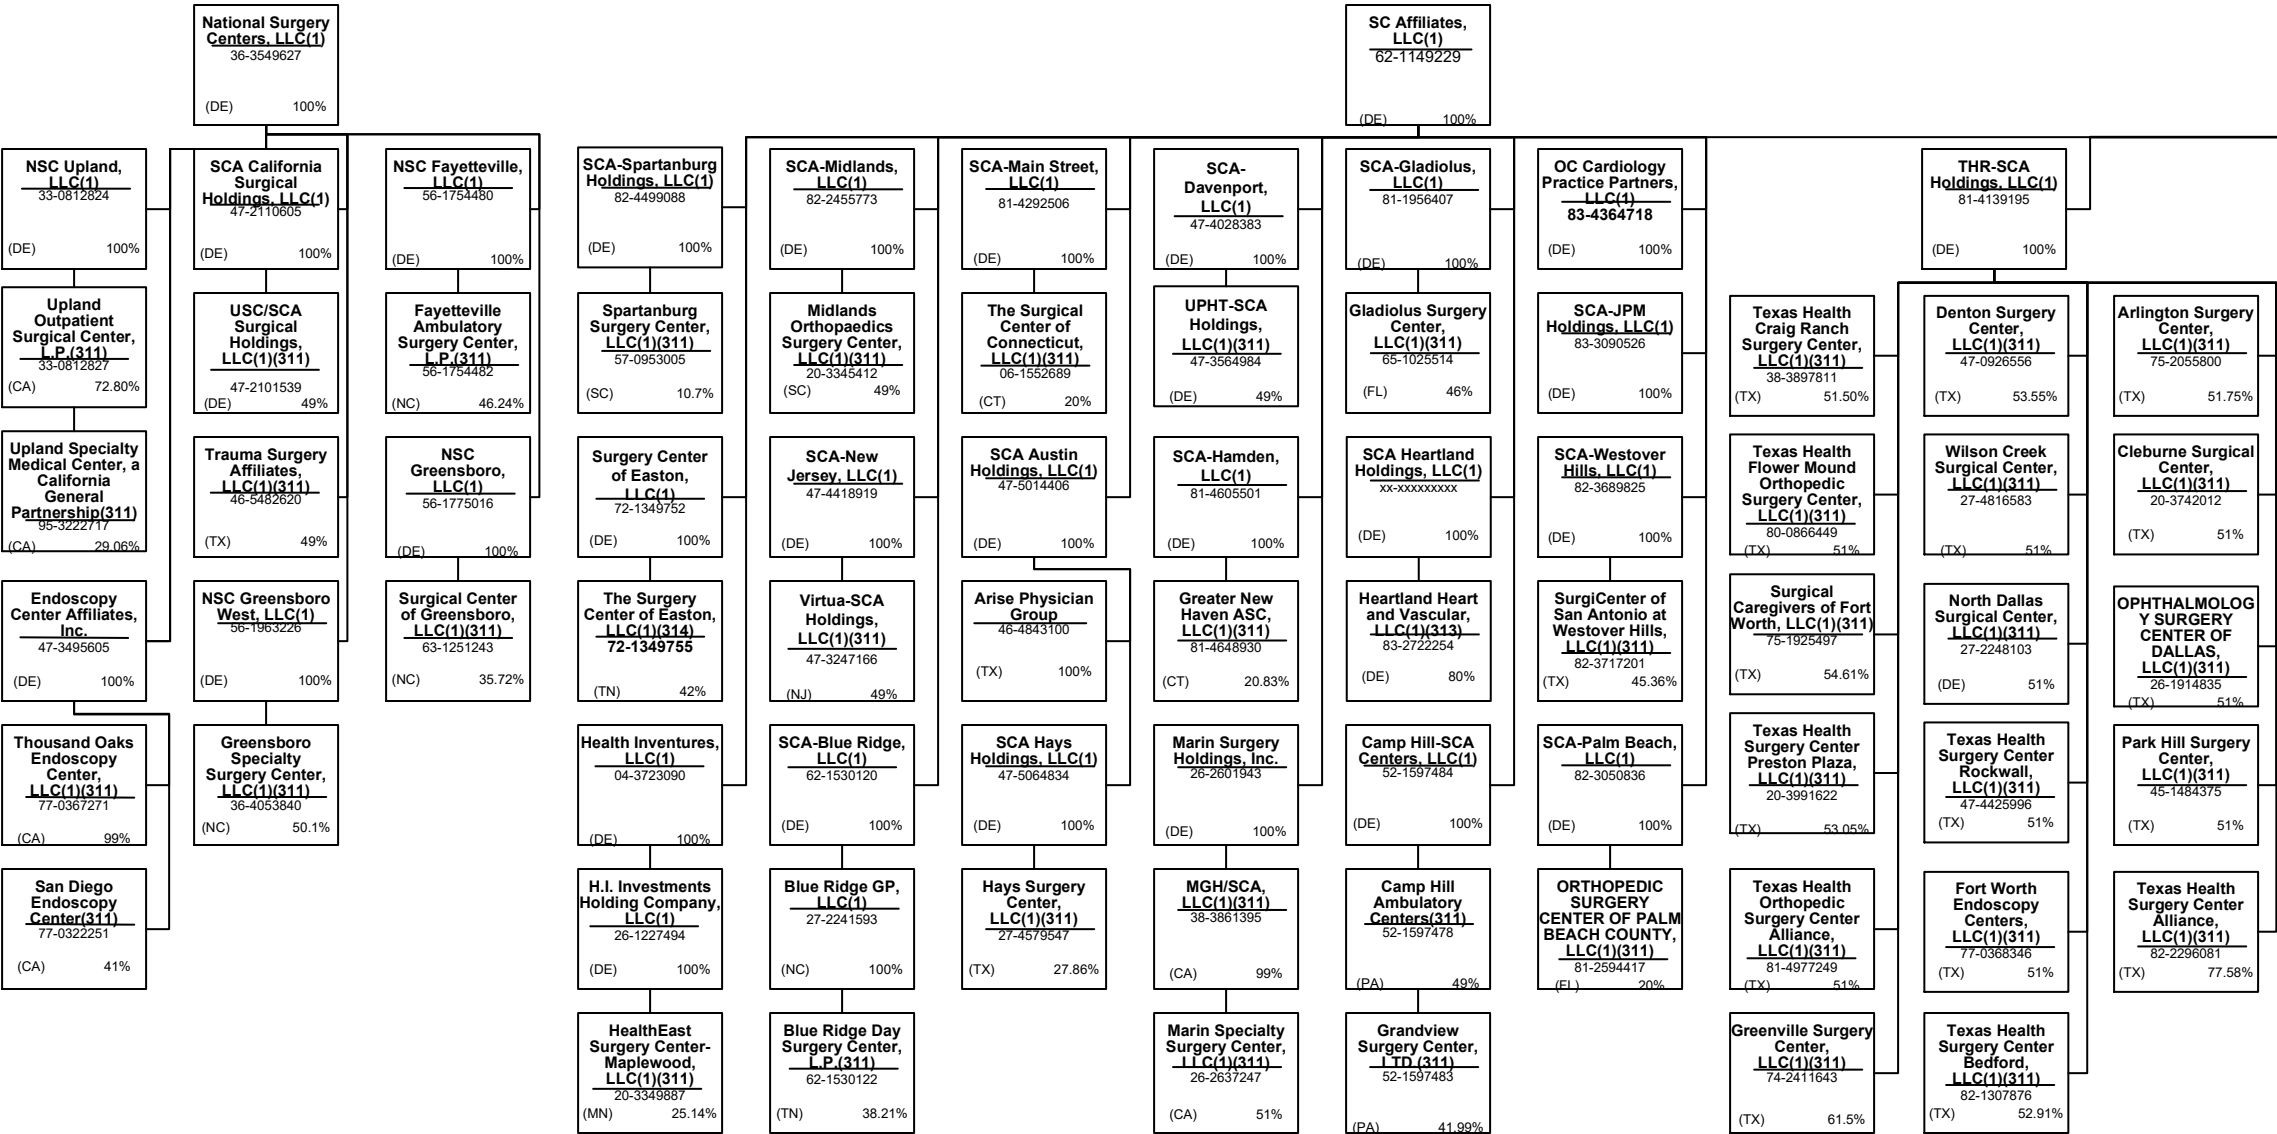 National Surgery
Centers, LLC(1)
36-3549627
(DE) 100%
SC Affiliates,
LLC(1)
62-1149229
(DE) 100%
NSC Upland,
LLC(1)
33-0812824
(DE) 100%
SCA California
Surgical
Holdings, LLC(1)
47-2110605
(DE) 100%
NSC Fayetteville,
LLC(1)
56-1754480
(DE) 100%
SCA-Spartanburg
Holdings, LLC(1)
82-4499088
(DE) 100%
SCA-Midlands,
LLC(1)
82-2455773
(DE) 100%
SCA-Main Street,
LLC(1)
81-4292506
(DE) 100%
SCA-
Davenport,
LLC(1)
47-4028383
(DE) 100%
SCA-Gladiolus,
LLC(1)
81-1956407
(DE) 100%
OC Cardiology
Practice Partners,
LLC(1)
83-4364718
(DE) 100%
THR-SCA
Holdings, LLC(1)
81-4139195
(DE) 100%
Upland
Outpatient
Surgical Center,
L.P.(311)
33-0812827
(CA) 72.80%
USC/SCA
Surgical
Holdings,
LLC(1)(311)
47-2101539
(DE) 49%
Fayetteville
Ambulatory
Surgery Center,
L.P.(311)
56-1754482
(NC) 46.24%
Spartanburg
Surgery Center,
LLC(1)(311)
57-0953005
(SC) 10.7%
Midlands
Orthopaedics
Surgery Center,
LLC(1)(311)
20-3345412
(SC) 49%
The Surgical
Center of
Connecticut,
LLC(1)(311)
06-1552689
(CT) 20%
UPHT-SCA
Holdings,
LLC(1)(311)
47-3564984
(DE) 49%
Gladiolus Surgery
Center,
LLC(1)(311)
65-1025514
(FL) 46%
SCA-JPM
Holdings, LLC(1)
83-3090526
(DE) 100%
Texas Health
Craig Ranch
Surgery Center,
LLC(1)(311)
38-3897811
(TX) 51.50%
Denton Surgery
Center,
LLC(1)(311)
47-0926556
(TX) 53.55%
Arlington Surgery
Center,
LLC(1)(311)
75-2055800
(TX) 51.75%
Upland Specialty
Medical Center, a
California
General
Partnership(311)
95-3222717
(CA) 29.06%
Trauma Surgery
Affiliates,
LLC(1)(311)
46-5482620
(TX) 49%
NSC
Greensboro,
LLC(1)
56-1775016
(DE) 100%
Surgery Center
of Easton,
LLC(1)
72-1349752
(DE) 100%
SCA-New
Jersey, LLC(1)
47-4418919
(DE) 100%
SCA Austin
Holdings, LLC(1)
47-5014406
(DE) 100%
SCA-Hamden,
LLC(1)
81-4605501
(DE) 100%
SCA Heartland
Holdings, LLC(1)
xx-xxxxxxxxx
(DE) 100%
SCA-Westover
Hills, LLC(1)
82-3689825
(DE) 100%
Texas Health
Flower Mound
Orthopedic
Surgery Center,
LLC(1)(311)
80-0866449
(TX) 51%
Wilson Creek
Surgical Center,
LLC(1)(311)
27-4816583
(TX) 51%
Cleburne Surgical
Center,
LLC(1)(311)
20-3742012
(TX) 51%
Endoscopy
Center Affiliates,
Inc.
47-3495605
(DE) 100%
NSC Greensboro
West, LLC(1)
56-1963226
(DE) 100%
Surgical Center
of Greensboro,
LLC(1)(311)
63-1251243
(NC) 35.72%
The Surgery
Center of Easton,
LLC(1)(314)
72-1349755
(TN) 42%
Virtua-SCA
Holdings,
LLC(1)(311)
47-3247166
(NJ) 49%
Arise Physician
Group
46-4843100
(TX) 100%
Greater New
Haven ASC,
LLC(1)(311)
81-4648930
(CT) 20.83%
Heartland Heart
and Vascular,
LLC(1)(313)
83-2722254
(DE) 80%
SurgiCenter of
San Antonio at
Westover Hills,
LLC(1)(311)
82-3717201
(TX) 45.36%
Surgical
Caregivers of Fort
Worth, LLC(1)(311)
75-1925497
(TX) 54.61%
North Dallas
Surgical Center,
LLC(1)(311)
27-2248103
(DE) 51%
OPHTHALMOLOG
Y SURGERY
CENTER OF
DALLAS,
LLC(1)(311)
26-1914835
(TX) 51%
Thousand Oaks
Endoscopy
Center,
LLC(1)(311)
77-0367271
(CA) 99%
Greensboro
Specialty
Surgery Center,
LLC(1)(311)
36-4053840
(NC) 50.1%
Health Inventures,
LLC(1)
04-3723090
(DE) 100%
SCA-Blue Ridge,
LLC(1)
62-1530120
(DE) 100%
SCA Hays
Holdings, LLC(1)
47-5064834
(DE) 100%
Marin Surgery
Holdings, Inc.
26-2601943
(DE) 100%
Camp Hill-SCA
Centers, LLC(1)
52-1597484
(DE) 100%
SCA-Palm Beach,
LLC(1)
82-3050836
(DE) 100%
Texas Health
Surgery Center
Preston Plaza,
LLC(1)(311)
20-3991622
(TX) 53.05%
Texas Health
Surgery Center
Rockwall,
LLC(1)(311)
47-4425996
(TX) 51%
Park Hill Surgery
Center,
LLC(1)(311)
45-1484375
(TX) 51%
San Diego
Endoscopy
Center(311)
77-0322251
(CA) 41%
H.I. Investments
Holding Company,
LLC(1)
26-1227494
(DE) 100%
Blue Ridge GP,
LLC(1)
27-2241593
(NC) 100%
Hays Surgery
Center,
LLC(1)(311)
27-4579547
(TX) 27.86%
MGH/SCA,
LLC(1)(311)
38-3861395
(CA) 99%
Camp Hill
Ambulatory
Centers(311)
52-1597478
(PA) 49%
ORTHOPEDIC
SURGERY
CENTER OF PALM
BEACH COUNTY,
LLC(1)(311)
81-2594417
(FL) 20%
Texas Health
Orthopedic
Surgery Center
Alliance,
LLC(1)(311)
81-4977249
(TX) 51%
Fort Worth
Endoscopy
Centers,
LLC(1)(311)
77-0368346
(TX) 51%
Texas Health
Surgery Center
Alliance,
LLC(1)(311)
82-2296081
(TX) 77.58%
HealthEast
Surgery Center-
Maplewood,
LLC(1)(311)
20-3349887
(MN) 25.14%
Blue Ridge Day
Surgery Center,
L.P.(311)
62-1530122
(TN) 38.21%
Marin Specialty
Surgery Center,
LLC(1)(311)
26-2637247
(CA) 51%
Grandview
Surgery Center,
LTD.(311)
52-1597483
(PA) 41.99%
Greenville Surgery
Center,
LLC(1)(311)
74-2411643
(TX) 61.5%
Texas Health
Surgery Center
Bedford,
LLC(1)(311)
82-1307876
(TX) 52.91%